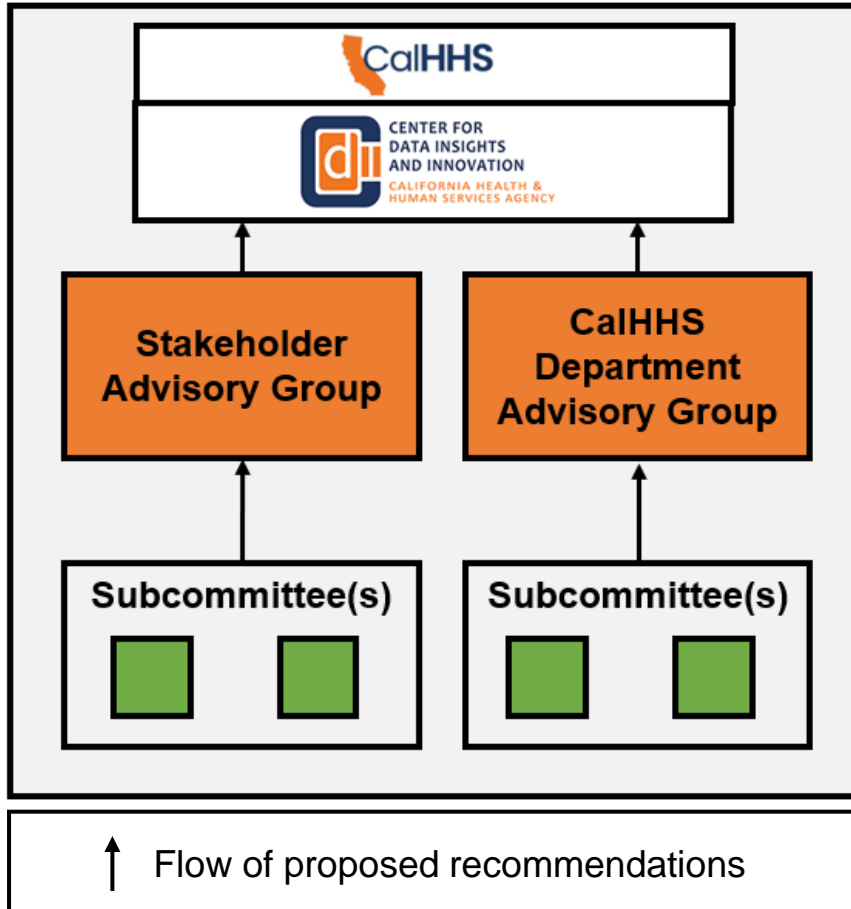 CalHHS
CENTER FOR
DATA INSIGHTS
AND INNOVATION
CALIFORNIA HEALTH &
HUMAN SERVICES AGENCY
Stakeholder
Advisory Group
CalHHS
Department
Advisory Group
Subcommittee(s)
Subcommittee(s)
Flow of proposed recommendations